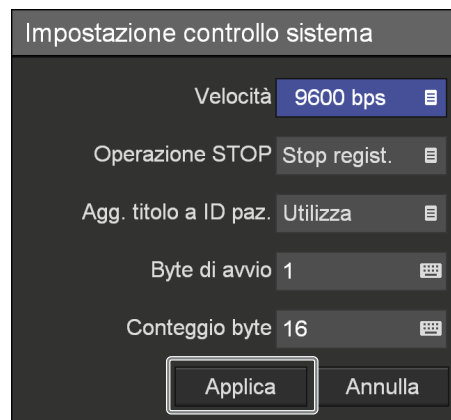 Impostazione controllo sistema
Velocità 9600 bps
Operazione STOP Stop regist.
Agg. titolo a ID paz. Utilizza
Byte di avvio 1
Conteggio byte 16
Applica Annulla